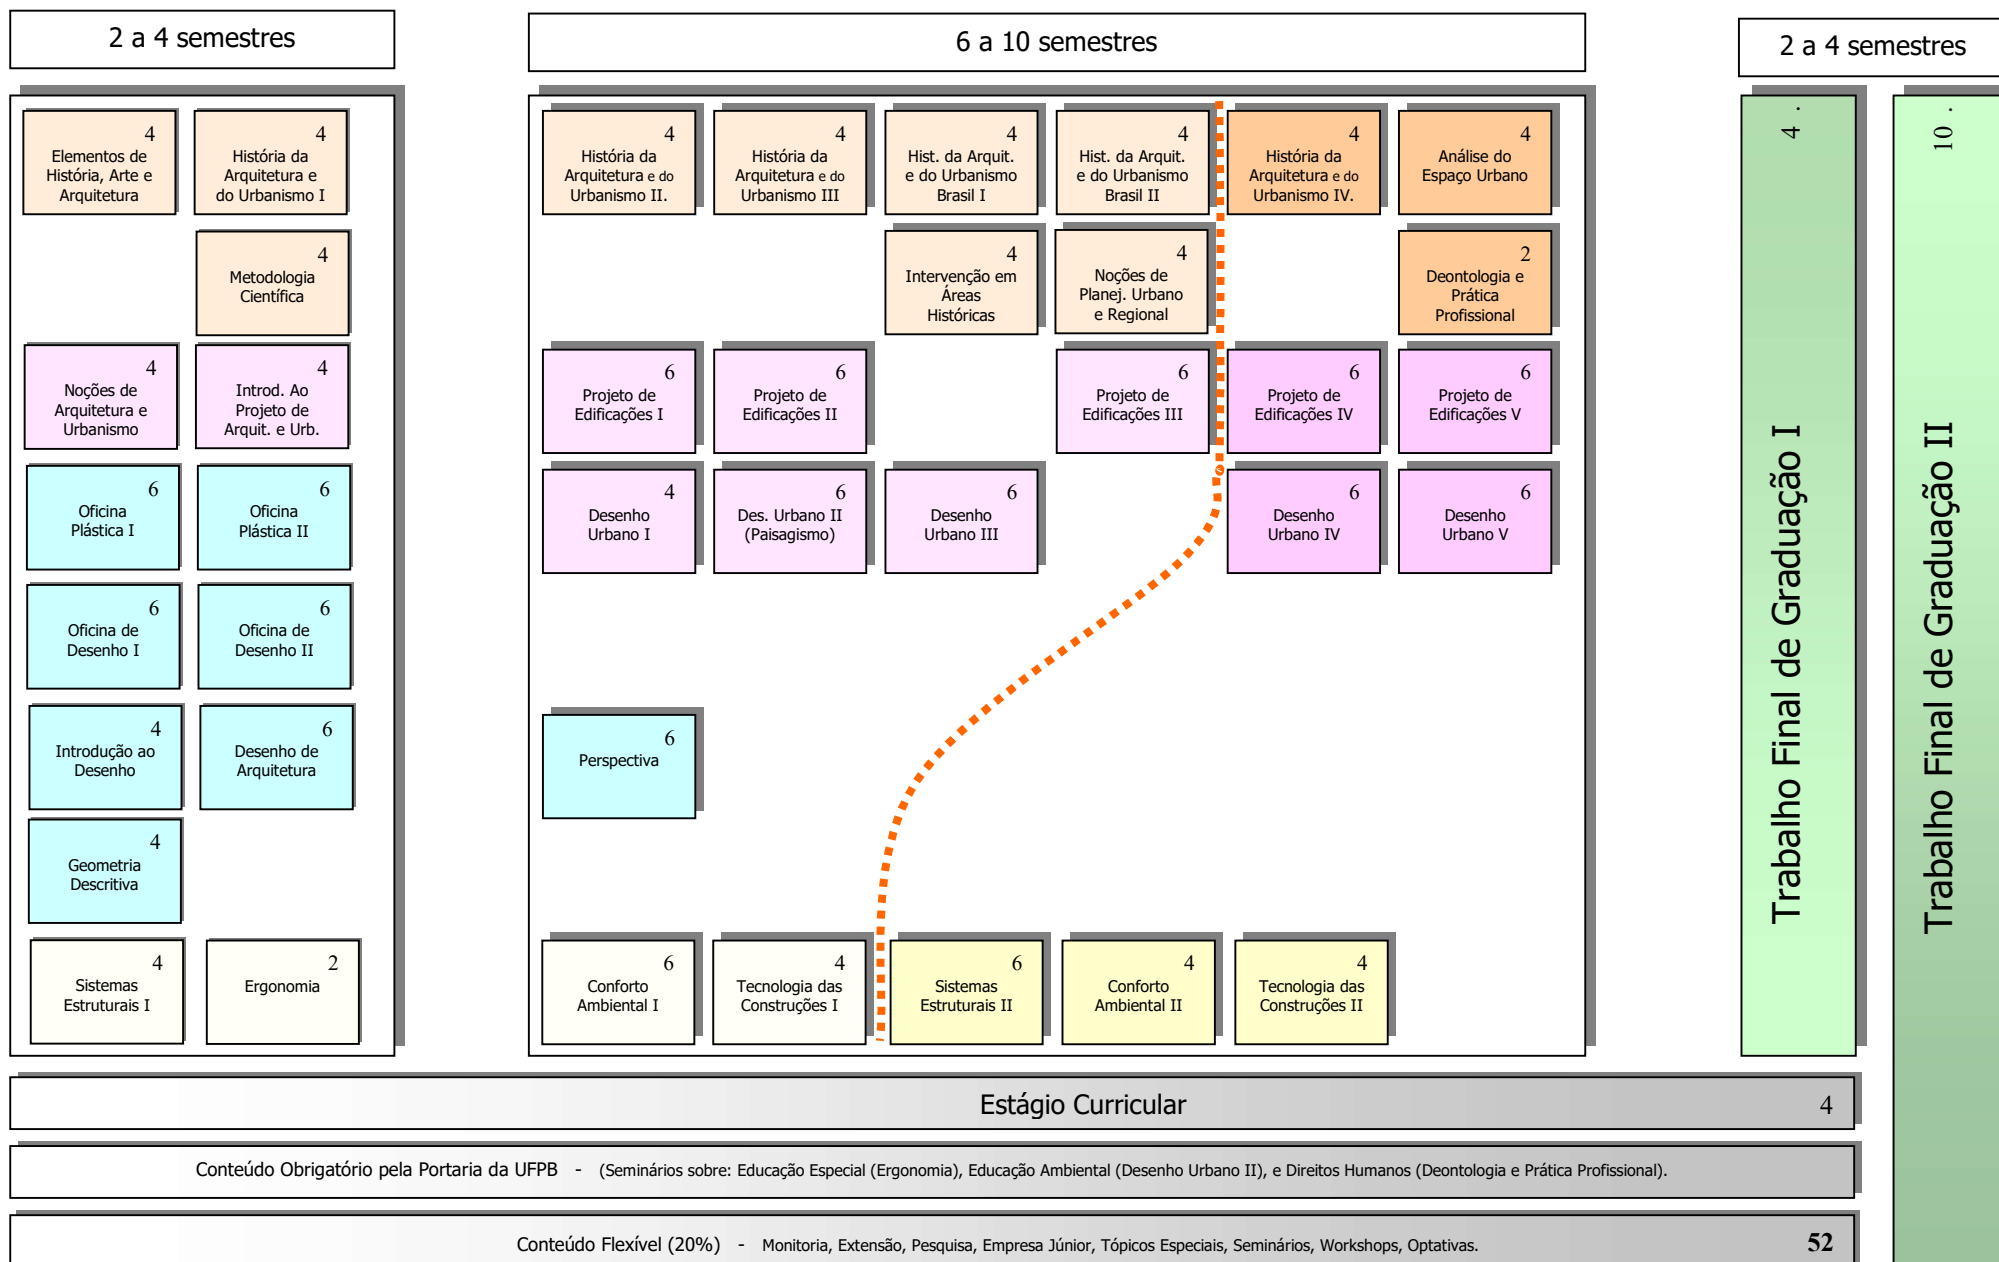 2 a 4 semestres
6 a 10 semestres
2 a 4 semestres
4
Elementos de
História, Arte e
Arquitetura
4
História da
Arquitetura e
do Urbanismo I
4
Metodologia
Científica
4
Noções de
Arquitetura e
Urbanismo
4
Introd. Ao
Projeto de
Arquit. e Urb.
6
Oficina
Plástica I
6
Oficina
Plástica II
6
Oficina de
Desenho I
6
Oficina de
Desenho II
4
Introdução ao
Desenho
6
Desenho de
Arquitetura
4
Geometria
Descritiva
4
Sistemas
Estruturais I
2
Ergonomia
4
História da
Arquitetura e do
Urbanismo II.
4
História da
Arquitetura e do
Urbanismo III
4
Hist. da Arquit.
e do Urbanismo
Brasil I
4
Hist. da Arquit.
e do Urbanismo
Brasil II
4
História da
Arquitetura e do
Urbanismo IV.
4
Análise do
Espaço Urbano
4
Intervenção em
Áreas
Históricas
4
Noções de
Planej. Urbano
e Regional
2
Deontologia e
Prática
Profissional
6
Projeto de
Edificações I
6
Projeto de
Edificações II
6
Projeto de
Edificações III
6
Projeto de
Edificações IV
6
Projeto de
Edificações V
4
Desenho
Urbano I
6
Des. Urbano II
(Paisagismo)
6
Desenho
Urbano III
6
Desenho
Urbano IV
6
Desenho
Urbano V
6
Perspectiva
6
Conforto
Ambiental I
4
Tecnologia das
Construções I
6
Sistemas
Estruturais II
4
Conforto
Ambiental II
4
Tecnologia das
Construções II
Trabalho Final de Graduação I 4 .
Trabalho Final de Graduação II 10 .
Estágio Curricular 4
Conteúdo Obrigatório pela Portaria da UFPB - (Seminários sobre: Educação Especial (Ergonomia), Educação Ambiental (Desenho Urbano II), e Direitos Humanos (Deontologia e Prática Profissional).
Conteúdo Flexível (20%) - Monitoria, Extensão, Pesquisa, Empresa Júnior, Tópicos Especiais, Seminários, Workshops, Optativas. 52